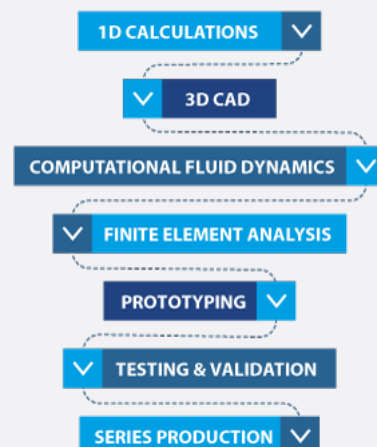 1D CALCULATIONS
3D CAD
COMPUTATIONAL FLUID DYNAMICS
FINITE ELEMENT ANALYSIS
PROTOTYPING
TESTING & VALIDATION
SERIES PRODUCTION